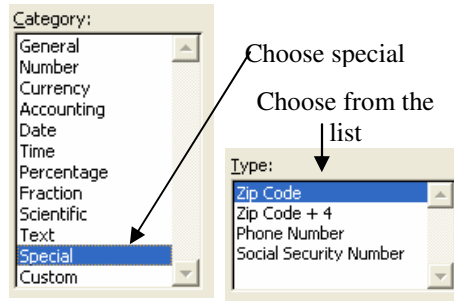 Category:
General
Number
Currency
Accounting
Date
Time
Percentage
Fraction
Scientific
Text
Special
Custom
Choose special
Choose from the
list
Type:
Zip Code
Zip Code + 4
Phone Number
Social Security Number